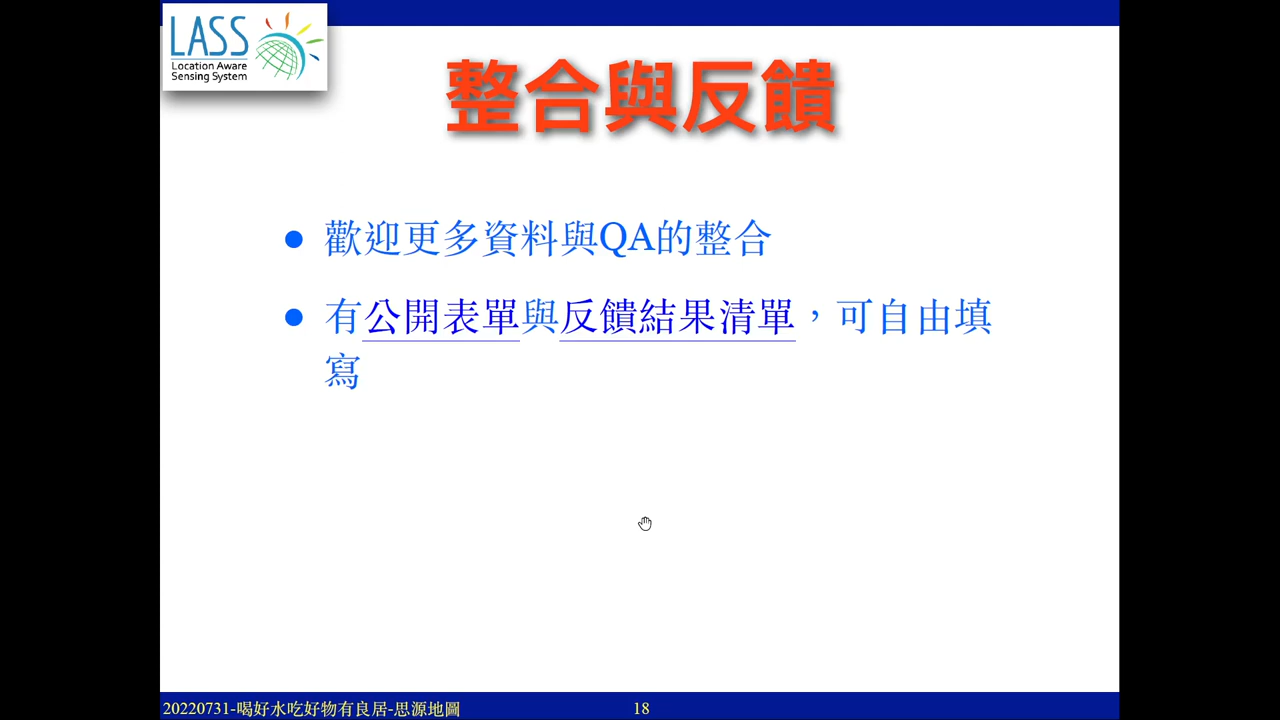 LASS
Location Aware
Sensing System
整合與反饋
● 歡迎更多資料與QA的整合
● 有公開表單與反饋結果清單，可自由填
寫
20220731-喝好水吃好物有良居-思源地圖
18